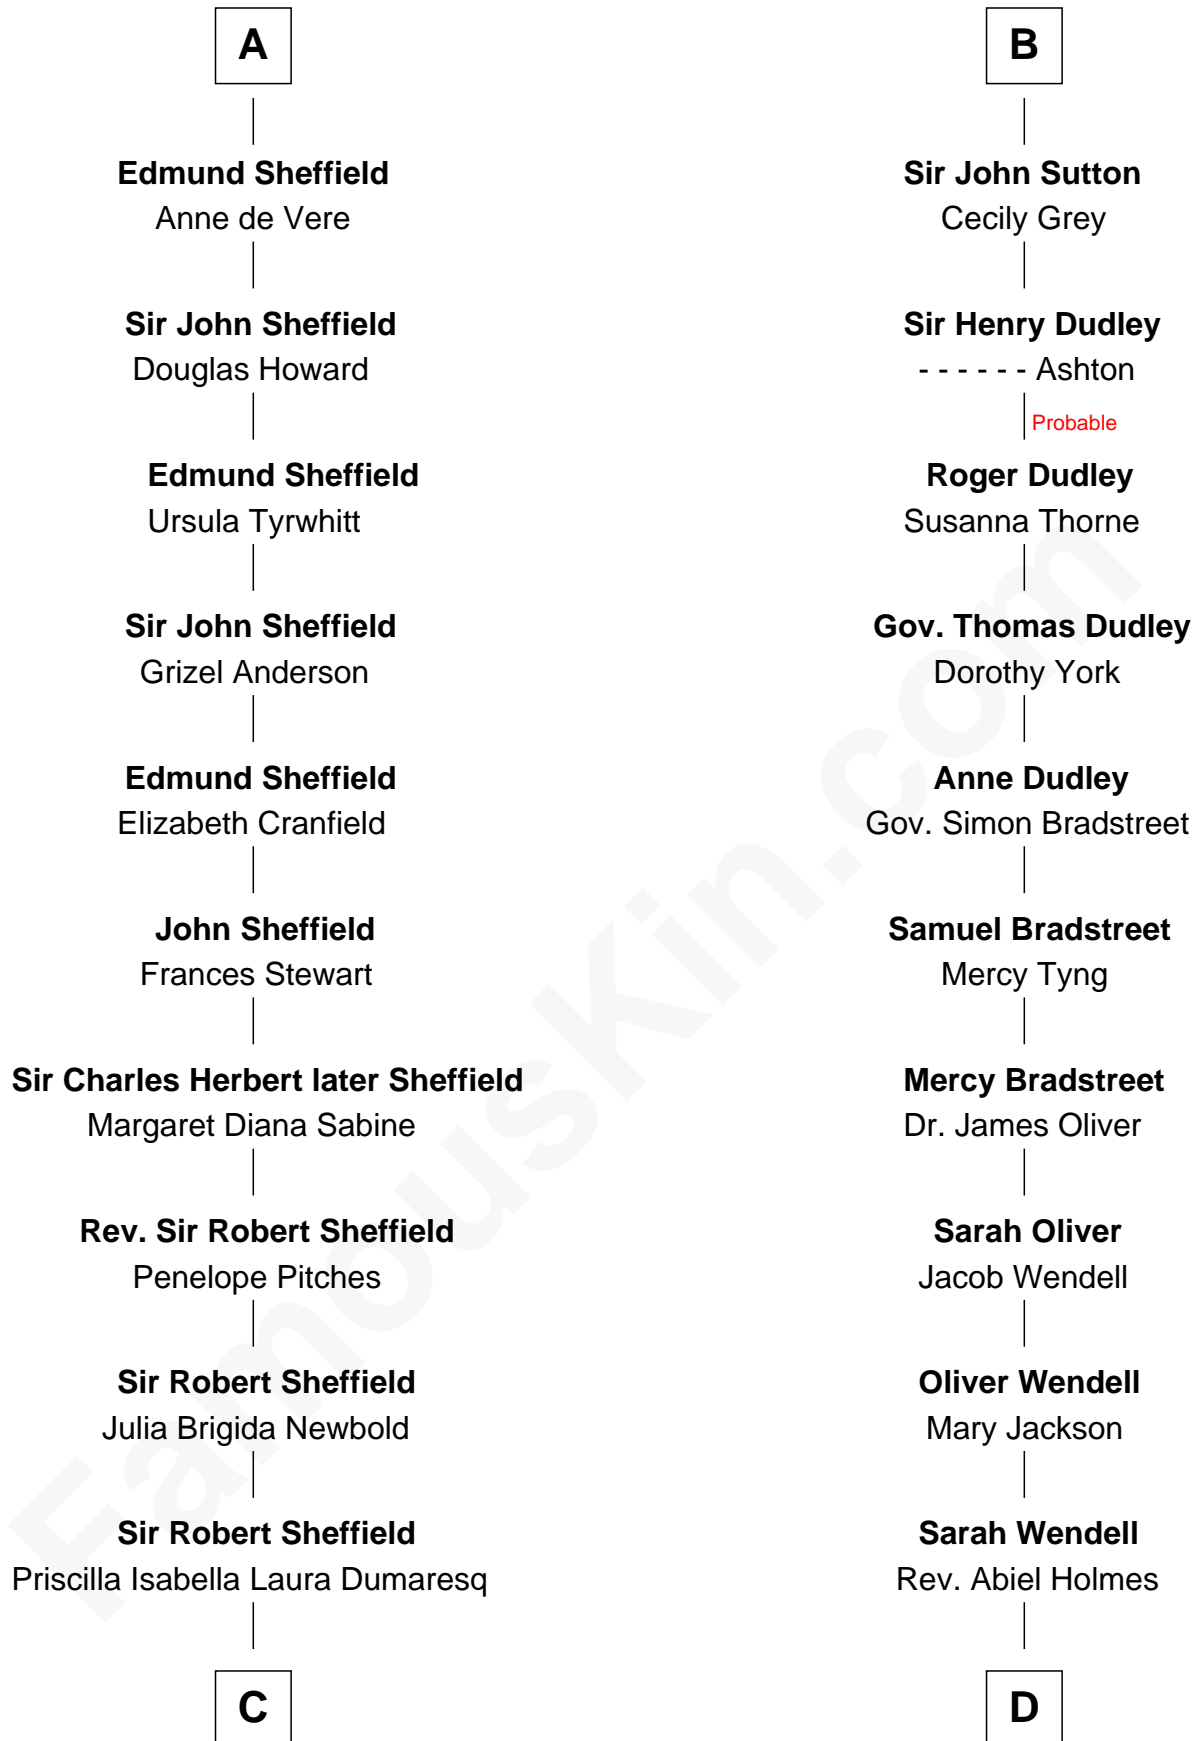 A
Edmund Sheffield
Anne de Vere
Sir John Sheffield
Douglas Howard
Edmund Sheffield
Ursula Tyrwhitt
Sir John Sheffield
Grizel Anderson
Edmund Sheffield
Elizabeth Cranfield
John Sheffield
Frances Stewart
Sir Charles Herbert later Sheffield
Margaret Diana Sabine
Rev. Sir Robert Sheffield
Penelope Pitches
Sir Robert Sheffield
Julia Brigida Newbold
Sir Robert Sheffield
Priscilla Isabella Laura Dumaresq
C
B
Sir John Sutton
Cecily Grey
Sir Henry Dudley
- - - - - - Ashton
Probable
Roger Dudley
Susanna Thorne
Gov. Thomas Dudley
Dorothy York
Anne Dudley
Gov. Simon Bradstreet
Samuel Bradstreet
Mercy Tyng
Mercy Bradstreet
Dr. James Oliver
Sarah Oliver
Jacob Wendell
Oliver Wendell
Mary Jackson
Sarah Wendell
Rev. Abiel Holmes
D
FamousKin.com